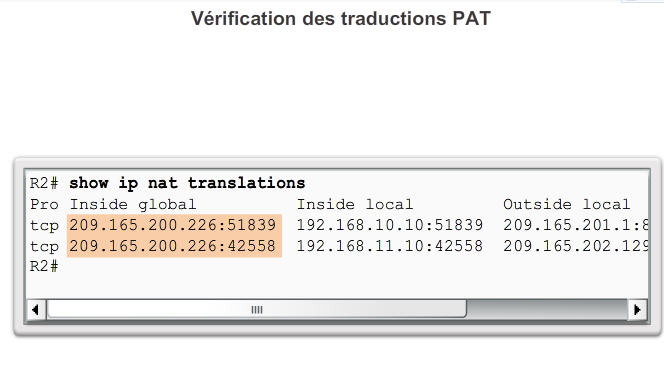 Vérification des traductions PAT
R2# show ip nat translations
Pro Inside global Inside local Outside local
tcp 209.165.200.226:51839 192.168.10.10:51839 209.165.201.1:8
tcp 209.165.200.226:42558 192.168.11.10:42558 209.165.202.129
R2#